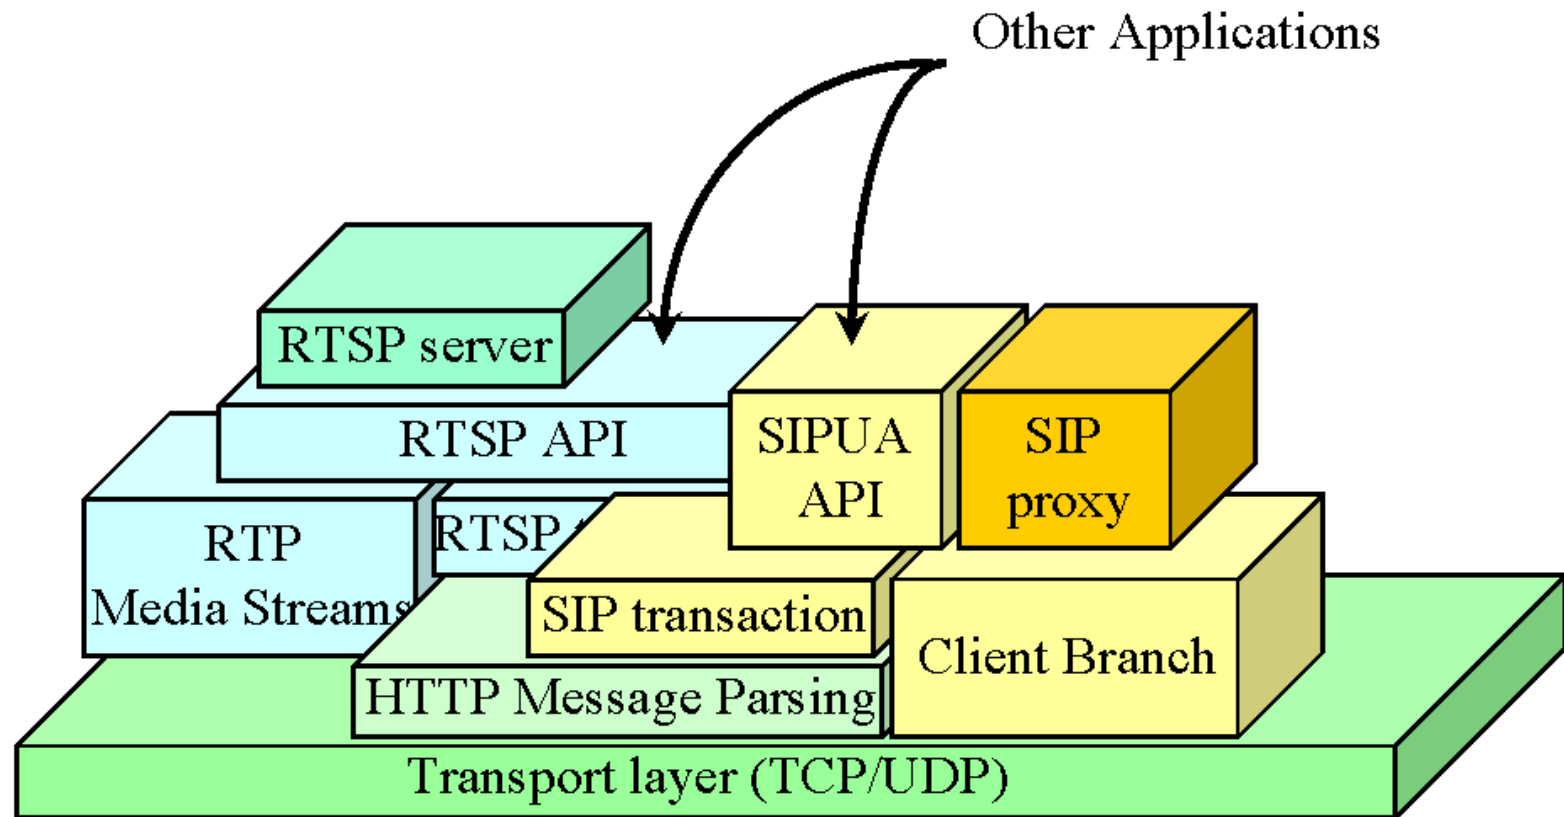 Other Applications
RTSP server
RTSP API
SIPUA
API
SIP
proxy
RTP
Media Streams
RTSP
SIP transaction
Client Branch
HTTP Message Parsing
Transport layer (TCP/UDP)